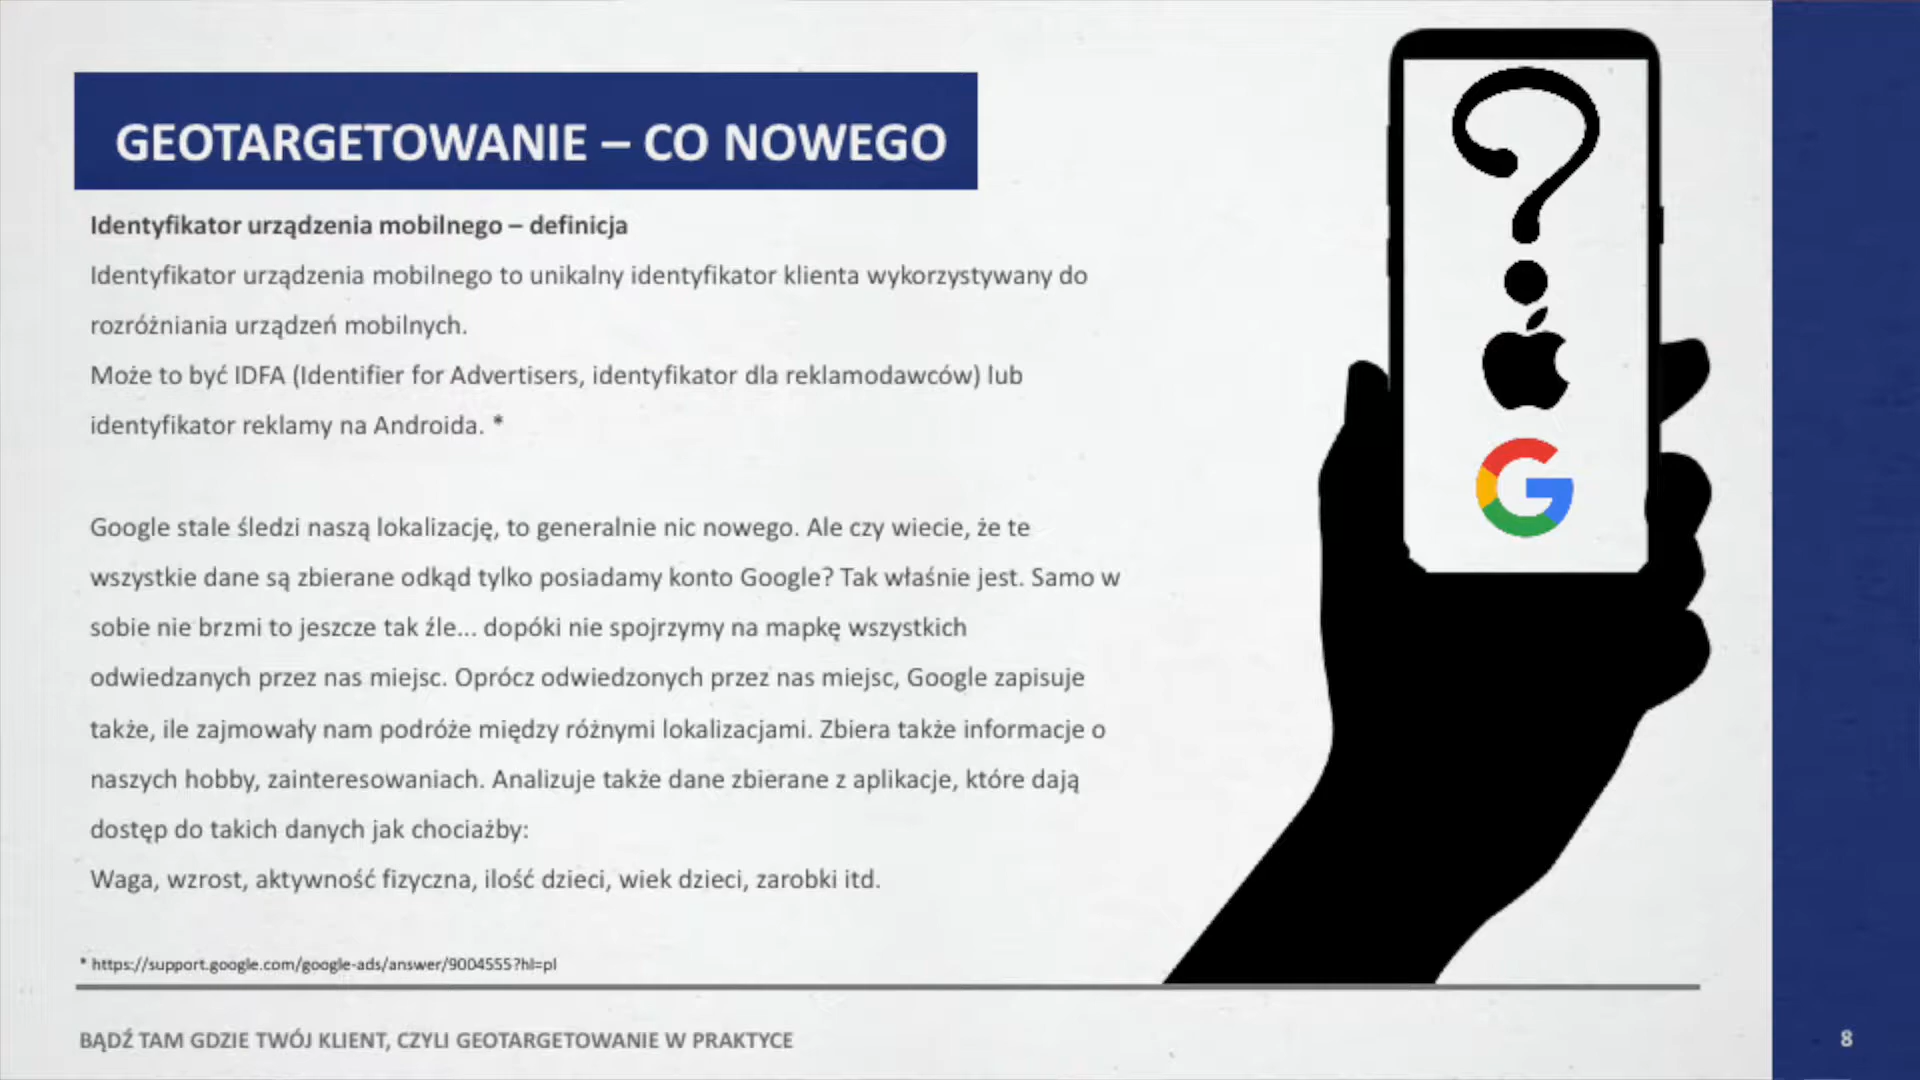 GEOTARGETOWANIE – CO NOWEGO
Identyfikator urządzenia mobilnego – definicja
Identyfikator urządzenia mobilnego to unikalny identyfikator klienta wykorzystywany do
rozróżniania urządzeń mobilnych.
Może to być IDFA (Identifier for Advertisers, identyfikator dla reklamodawców) lub
identyfikator reklamy na Androida. *
Google stale śledzi naszą lokalizację, to generalnie nic nowego. Ale czy wiecie, że te
wszystkie dane są zbierane odkąd tylko posiadamy konto Google? Tak właśnie jest. Samo w
sobie nie brzmi to jeszcze tak źle... dopóki nie spojrzymy na mapkę wszystkich
odwiedzanych przez nas miejsc. Oprócz odwiedzonych przez nas miejsc, Google zapisuje
także, ile zajmowały nam podróże między różnymi lokalizacjami. Zbiera także informacje o
naszych hobby, zainteresowaniach. Analizuje także dane zbierane z aplikacje, które dają
dostęp do takich danych jak chociażby:
Waga, wzrost, aktywność fizyczna, ilość dzieci, wiek dzieci, zarobki itd.
* https://support.google.com/google-ads/answer/9004555?hl=pl
BĄDŹ TAM GDZIE TWÓJ KLIENT, CZYLI GEOTARGETOWANIE W PRAKTYCE
8
?
G